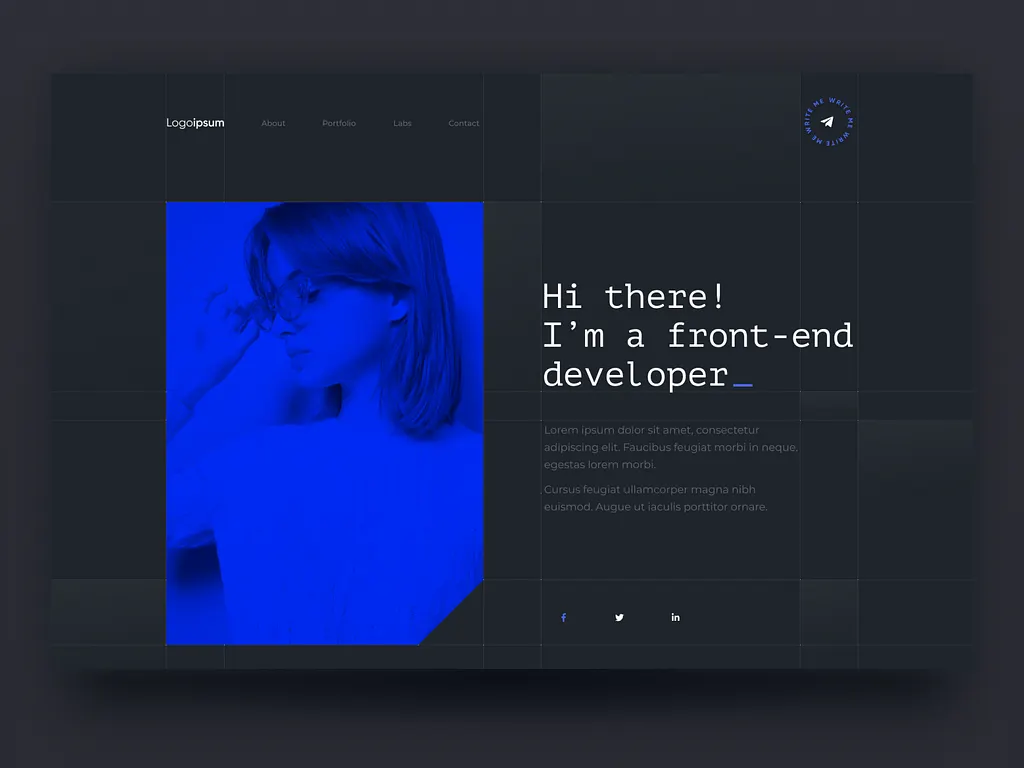 Logoipsum
About
Portfolio
Labs
Contact
WRITE ME WRITE ME WRITE ME WRITE ME
Hi there!
I’m a front-end
developer_
Lorem ipsum dolor sit amet, consectetur
adipiscing elit. Faucibus feugiat morbi in neque,
egestas lorem morbi.
Cursus feugiat ullamcorper magna nibh
euismod. Augue ut iaculis porttitor ornare.
f
in